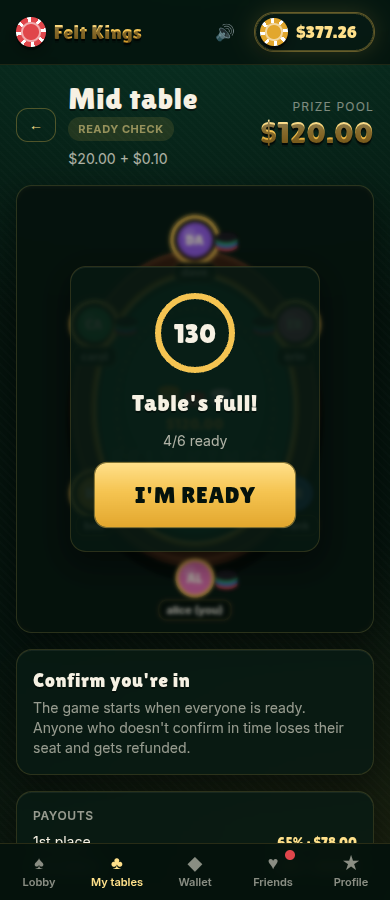 Felt Kings
$377.26
Mid table
READY CHECK
$20.00 + $0.10
PRIZE POOL
$120.00
130
Table's full!
4/6 ready
I'M READY
alice (you)
Confirm you're in
The game starts when everyone is ready.
Anyone who doesn't confirm in time loses their
seat and gets refunded.
PAYOUTS
1st place
65% · $78.00
Lobby
My tables
Wallet
Friends
Profile